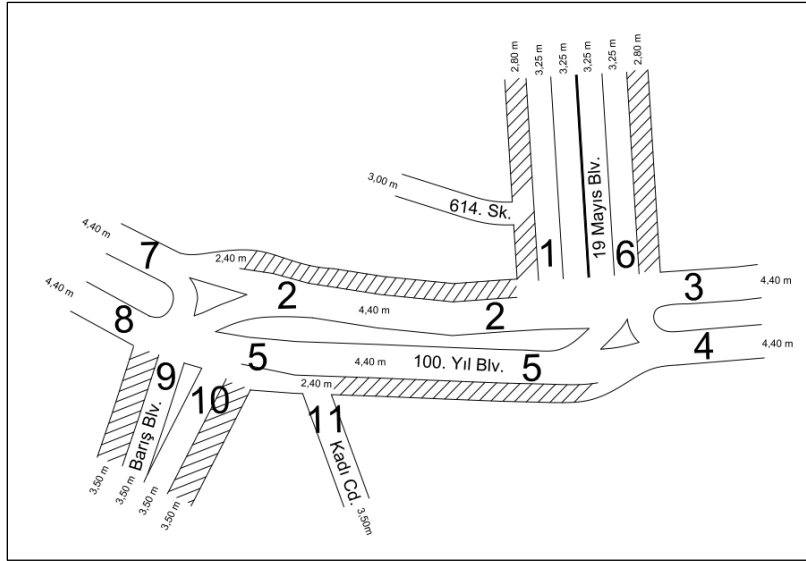 2,80 m
3,25 m
3,25 m
3,25 m
3,25 m
2,80 m
3,00 m
614. Sk.
19 Mayıs Blv.
1
6
4,40 m
7
2,40 m
2
4,40 m
2
3
4,40 m
4,40 m
8
5
4,40 m
100. Yıl Blv.
5
4
4,40 m
9
10
2,40 m
11
Barış Blv.
Kadı Cd.
3,50 m
3,50 m
3,50 m
3,50 m
3,50m